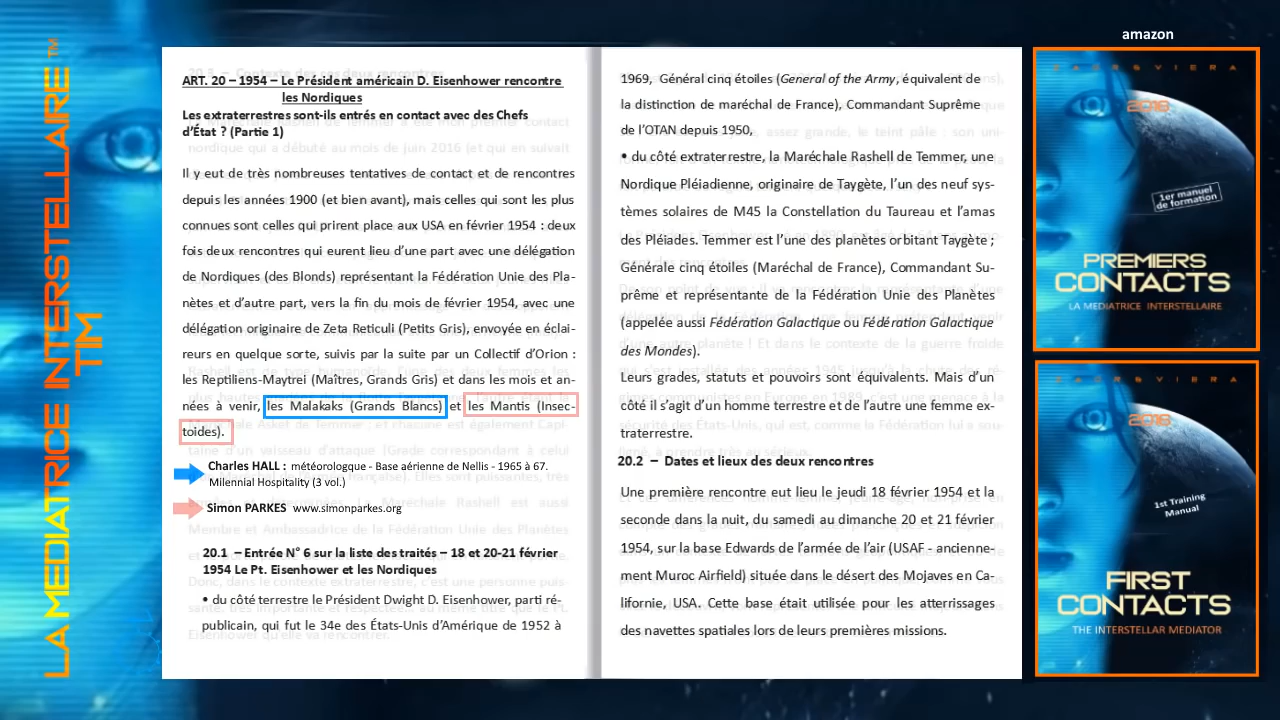 LA MEDIATRICE INTERSTELLAIRE™
TIM
ART. 20 – 1954 – Le Président américain D. Eisenhower rencontre
les Nordiques
Les extraterrestres sont-ils entrés en contact avec des Chefs
d'État ? (Partie 1)
Il y eut de très nombreuses tentatives de contact et de rencontres
depuis les années 1900 (et bien avant), mais celles qui sont les plus
connues sont celles qui prirent place aux USA en février 1954 : deux
fois deux rencontres qui eurent lieu d'une part avec une délégation
de Nordiques (des Blonds) représentant la Fédération Unie des Pla-
nètes et d'autre part, vers la fin du mois de février 1954, avec une
délégation originaire de Zeta Reticuli (Petits Gris), envoyée en éclai-
reurs en quelque sorte, suivis par la suite par un Collectif d'Orion :
les Reptiliens-Maytrei (Maîtres, Grands Gris) et dans les mois et an-
nées à venir, les Malakaks (Grands Blancs) et les Mantis (Insec-
toïdes).
Charles HALL : météorologque - Base aérienne de Nellis - 1965 à 67.
Milennial Hospitality (3 vol.)
Simon PARKES www.simonparkes.org
20.1 – Entrée N° 6 sur la liste des traités – 18 et 20-21 février
1954 Le Pt. Eisenhower et les Nordiques
• du côté terrestre le Président Dwight D. Eisenhower, parti ré-
publicain, qui fut le 34e des États-Unis d'Amérique de 1952 à
1969, Général cinq étoiles (General of the Army, équivalent de
la distinction de maréchal de France), Commandant Suprême
de l'OTAN depuis 1950,
• du côté extraterrestre, la Maréchale Rashell de Temmer, une
Nordique Pléiadienne, originaire de Taygète, l'un des neuf sys-
tèmes solaires de M45 la Constellation du Taureau et l'amas
des Pléiades. Temmer est l'une des planètes orbitant Taygète ;
Générale cinq étoiles (Maréchal de France), Commandant Su-
prême et représentante de la Fédération Unie des Planètes
(appelée aussi Fédération Galactique ou Fédération Galactique
des Mondes).
Leurs grades, statuts et pouvoirs sont équivalents. Mais d'un
côté il s'agit d'un homme terrestre et de l'autre une femme ex-
traterrestre.
20.2 – Dates et lieux des deux rencontres
Une première rencontre eut lieu le jeudi 18 février 1954 et la
seconde dans la nuit, du samedi au dimanche 20 et 21 février
1954, sur la base Edwards de l'armée de l'air (USAF - ancienne-
ment Muroc Airfield) située dans le désert des Mojaves en Ca-
lifornie, USA. Cette base était utilisée pour les atterrissages
des navettes spatiales lors de leurs premières missions.
amazon
VIERA
2016
1er manuel
de formation
PREMIERS
CONTACTS
LA MEDIATRICE INTERSTELLAIRE
VIERA
2016
1st Training
Manual
FIRST
CONTACTS
THE INTERSTELLAR MEDIATOR